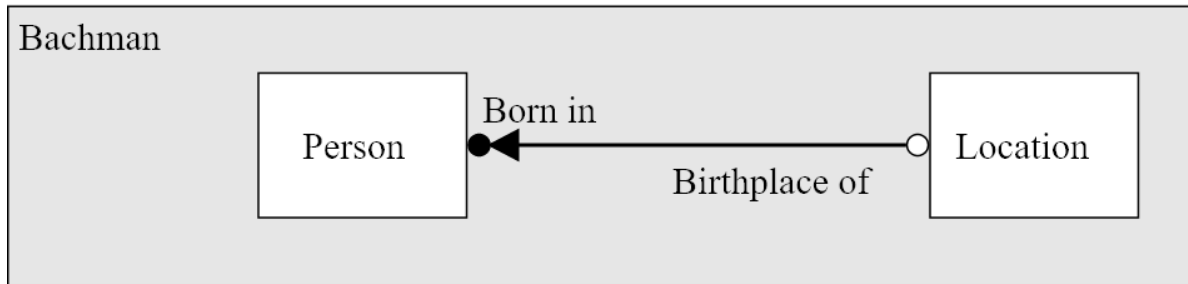 Bachman
Born in
Person
Location
Birthplace of